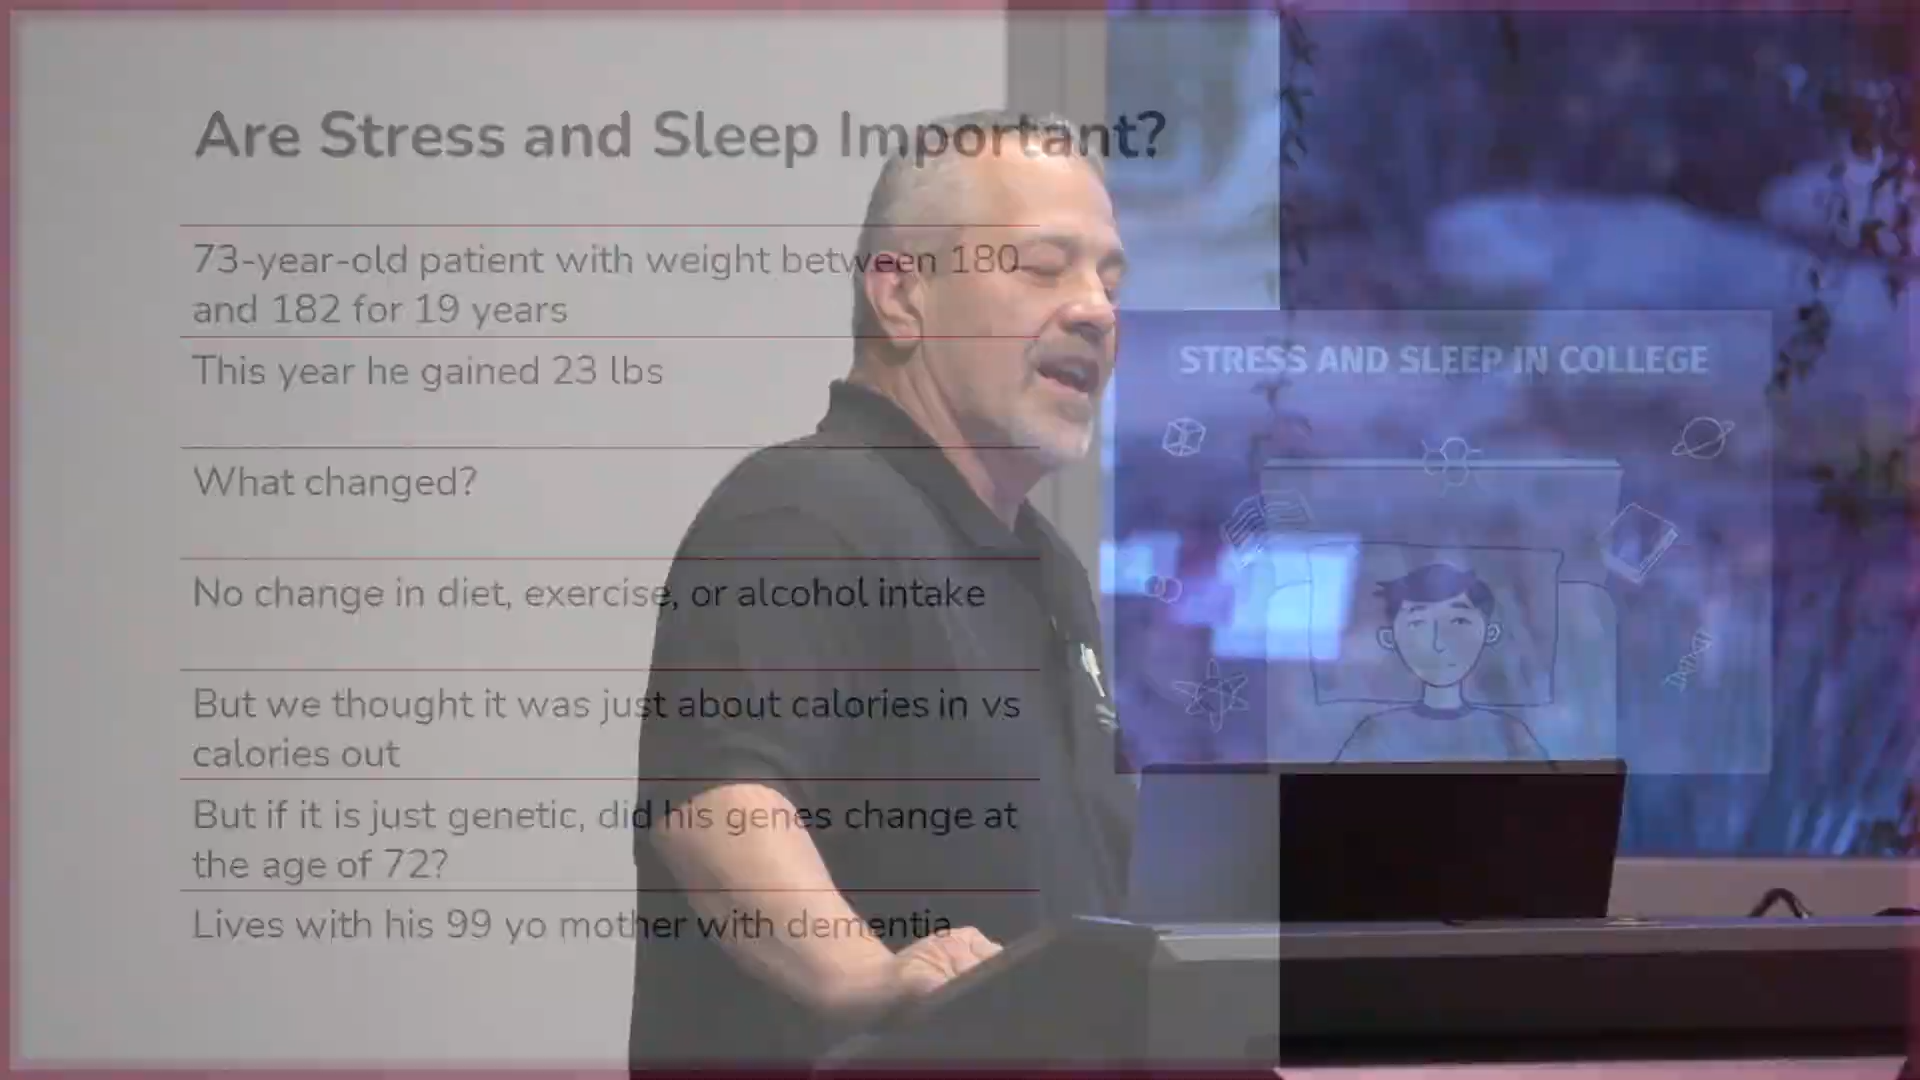 Are Stress and Sleep Important?
73-year-old patient with weight between 180
and 182 for 19 years
This year he gained 23 lbs
What changed?
No change in diet, exercise, or alcohol intake
But we thought it was just about calories in vs
calories out
But if it is just genetic, did his genes change at
the age of 72?
Lives with his 99 yo mother with dementia
STRESS AND SLEEP IN COLLEGE